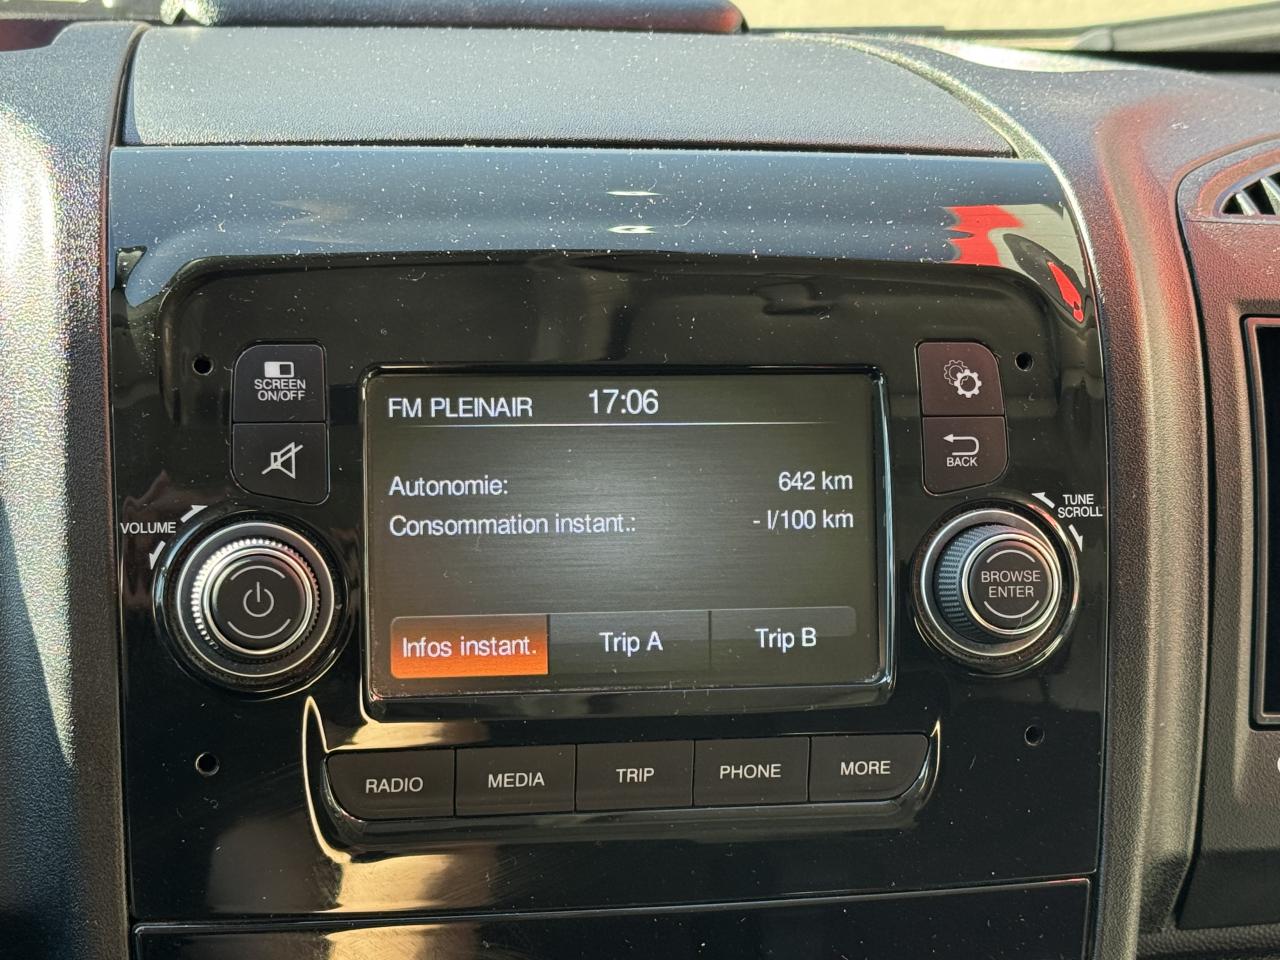 SCREEN
ON/OFF
FM PLEINAIR 17:06
BACK
VOLUME
TUNE
SCROLL
Autonomie: 642 km
Consommation instant.: - l/100 km
BROWSE
ENTER
Infos instant. Trip A Trip B
RADIO MEDIA TRIP PHONE MORE